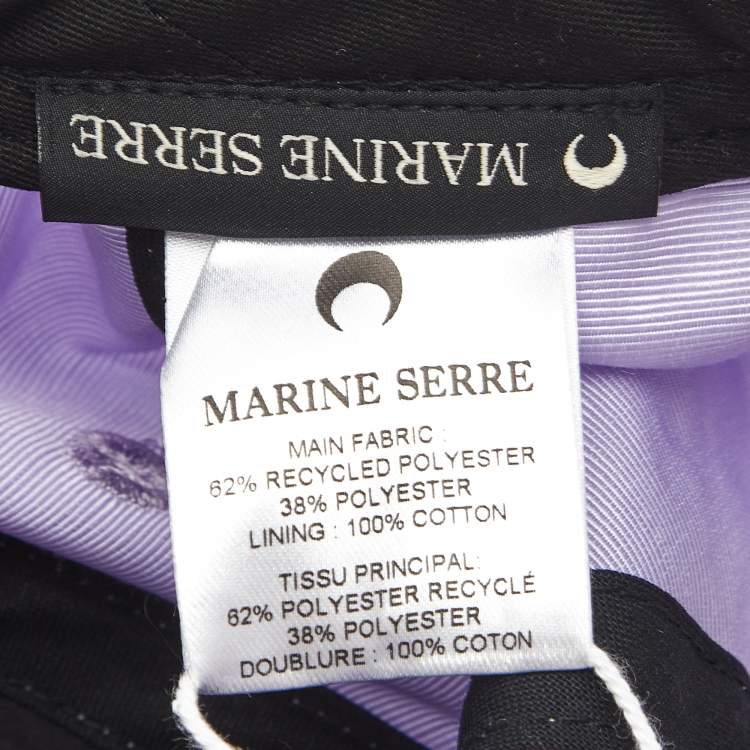 MARINE SERRE
MARINE SERRE
MAIN FABRIC :
62% RECYCLED POLYESTER
38% POLYESTER
LINING : 100% COTTON
TISSU PRINCIPAL:
62% POLYESTER RECYCLÉ
38% POLYESTER
DOUBLURE : 100% COTON